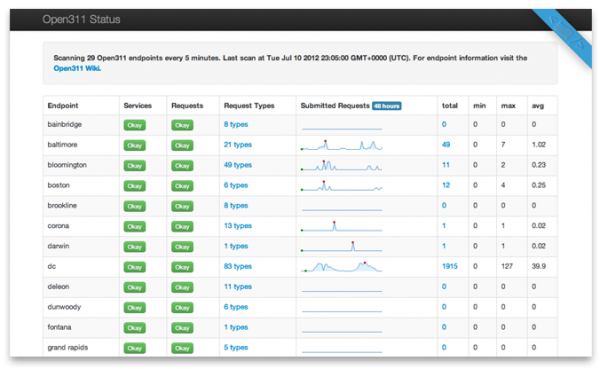 Open311 Status
Scanning 29 Open311 endpoints every 5 minutes. Last scan at Tue Jul 10 2012 23:05:00 GMT+0000 (UTC). For endpoint information visit the
Open311 Wiki.
Endpoint Services Requests Request Types Submitted Requests 48 hours total min max avg
bainbridge Okay Okay 8 types 0 0 0 0
baltimore Okay Okay 21 types 49 0 7 1.02
bloomington Okay Okay 49 types 11 0 2 0.23
boston Okay Okay 6 types 12 0 4 0.25
brookline Okay Okay 8 types 0 0 0 0
corona Okay Okay 13 types 1 0 1 0.02
darwin Okay Okay 1 types 1 0 1 0.02
dc Okay Okay 83 types 1915 0 127 39.9
deleon Okay Okay 11 types 0 0 0 0
dunwoody Okay Okay 6 types 0 0 0 0
fontana Okay Okay 1 types 0 0 0 0
grand rapids Okay Okay 5 types 0 0 0 0